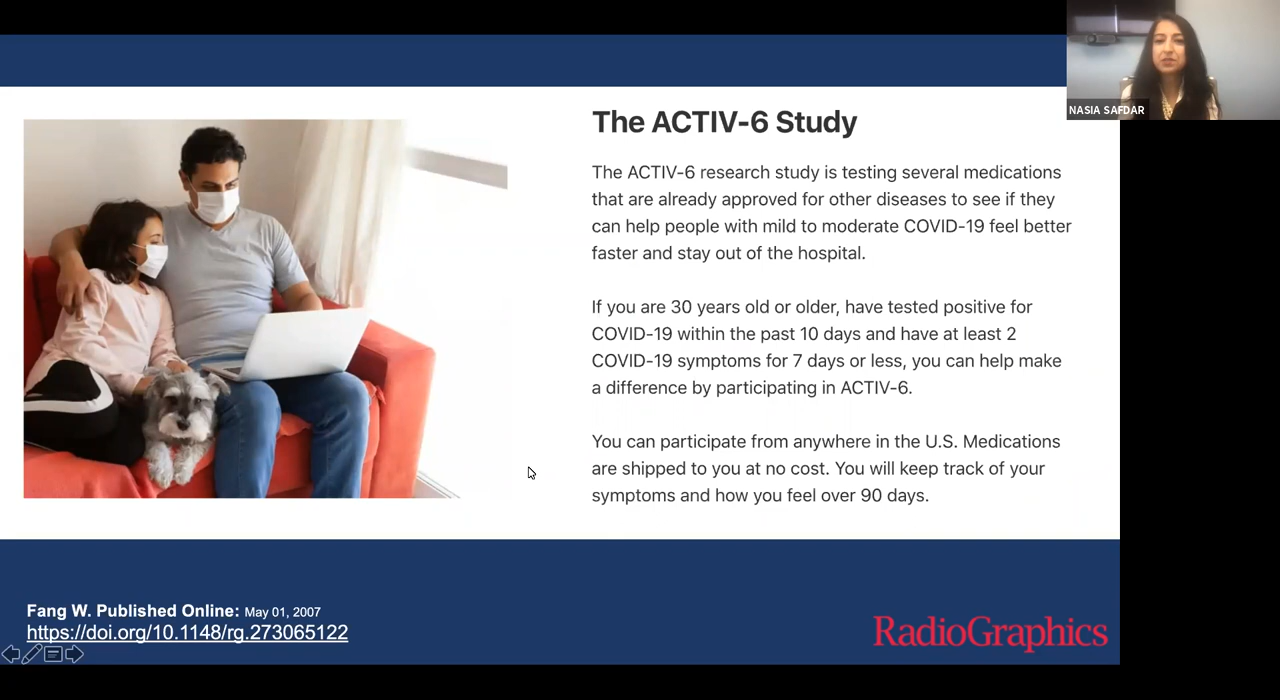 NASIA SAFDAR
The ACTIV-6 Study
The ACTIV-6 research study is testing several medications
that are already approved for other diseases to see if they
can help people with mild to moderate COVID-19 feel better
faster and stay out of the hospital.
If you are 30 years old or older, have tested positive for
COVID-19 within the past 10 days and have at least 2
COVID-19 symptoms for 7 days or less, you can help make
a difference by participating in ACTIV-6.
You can participate from anywhere in the U.S. Medications
are shipped to you at no cost. You will keep track of your
symptoms and how you feel over 90 days.
Fang W. Published Online: May 01, 2007
https://doi.org/10.1148/rg.273065122
RadioGraphics